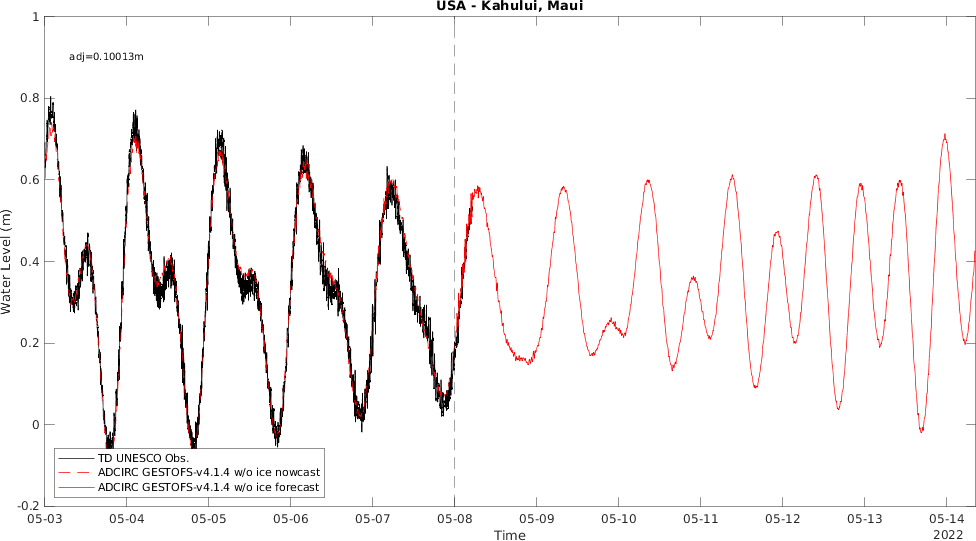 USA - Kahului, Maui
1
adj=0.10013m
0.8
0.6
0.4
0.2
0
-0.2
Water Level (m)
TD UNESCO Obs.
ADCIRC GESTOFS-v4.1.4 w/o ice nowcast
ADCIRC GESTOFS-v4.1.4 w/o ice forecast
05-03 05-04 05-05 05-06 05-07 05-08 05-09 05-10 05-11 05-12 05-13 05-14
Time
2022